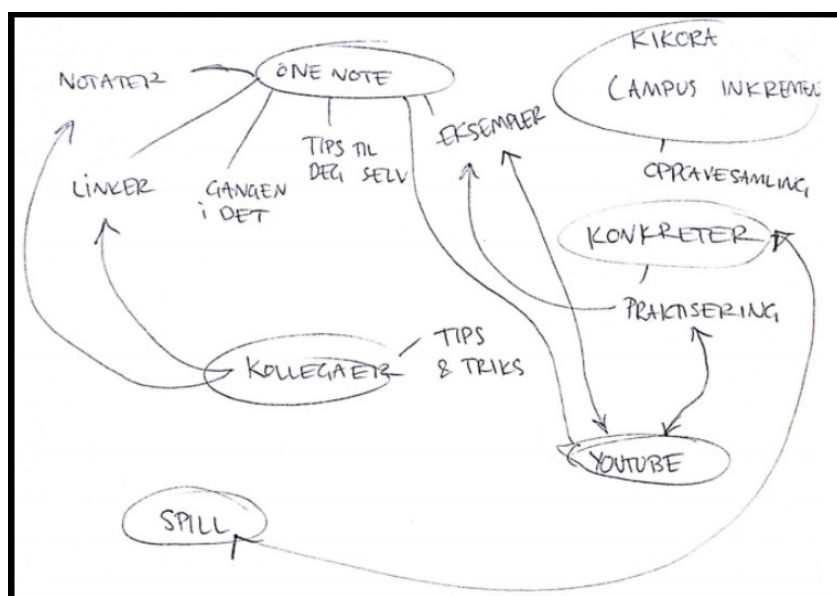 NOTATER
ONE NOTE
KIKORA
CAMPUS INKREMEN
EKSEMPLER
TIPS TIL
DEG SELV
LINKER
GANGEN
i DET
OPPGAVESAMLING
KONKRETER
PRAKTISERING
KOLLEGAER
TIPS
& TRIKS
YOUTUBE
SPILL